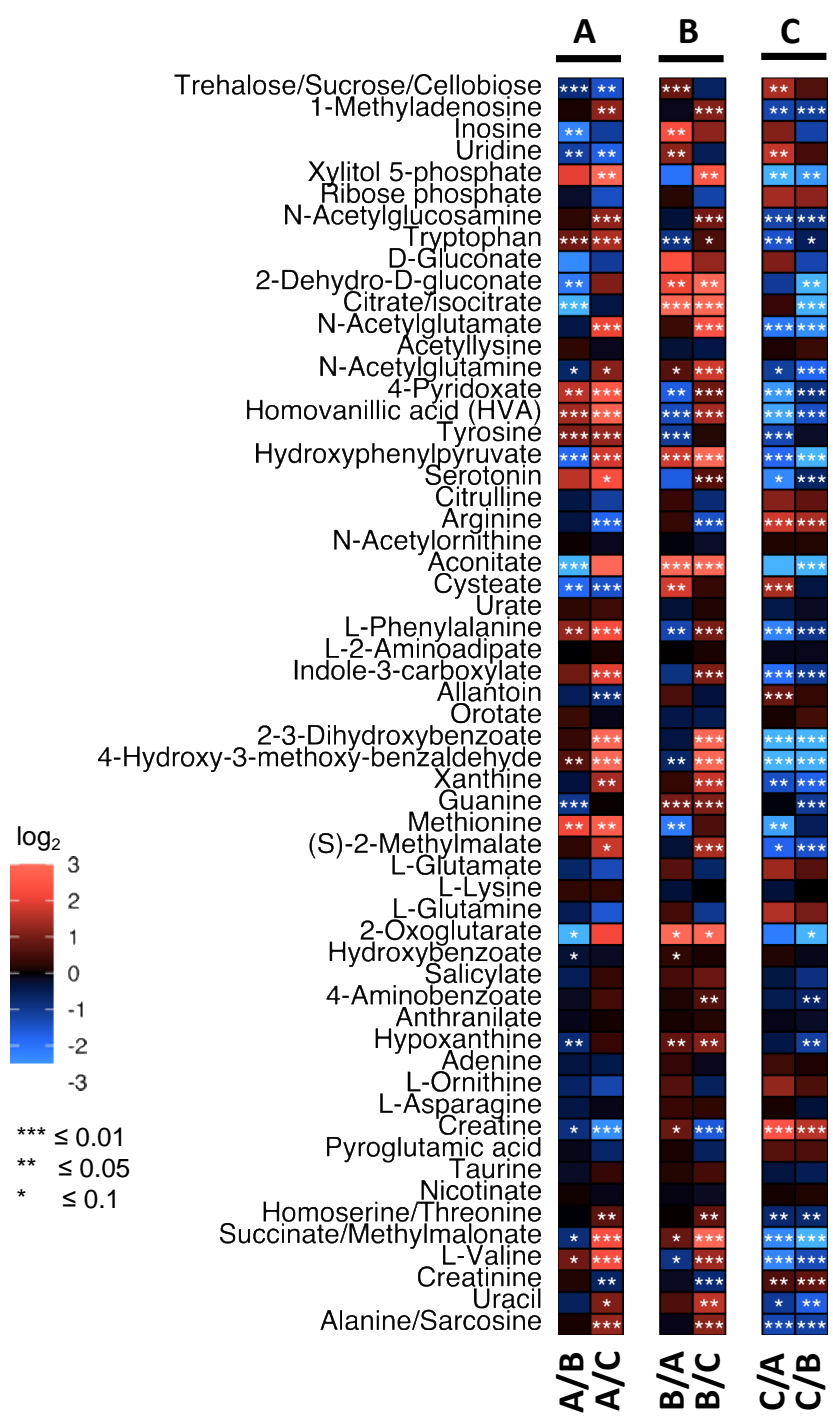 A B C
Trehalose/Sucrose/Cellobiose *** ** *** **
1-Methyladenosine ** *** ** ***
Inosine ** **
Uridine ** ** ** **
Xylitol 5-phosphate ** ** ** **
Ribose phosphate
N-Acetylglucosamine *** *** *** ***
Tryptophan *** *** *** * *** *
D-Gluconate
2-Dehydro-D-gluconate ** ** ** **
Citrate/isocitrate *** *** *** ***
N-Acetylglutamate *** *** *** ***
Acetyllysine
N-Acetylglutamine * * * *** * ***
4-Pyridoxate ** *** ** *** *** ***
Homovanillic acid (HVA) *** *** *** *** *** ***
Tyrosine *** *** *** ***
Hydroxyphenylpyruvate *** *** *** *** *** ***
Serotonin * *** * ***
Citrulline
Arginine *** *** *** ***
N-Acetylornithine
Aconitate *** *** *** ***
Cysteate ** *** ** ***
Urate
L-Phenylalanine ** *** ** *** *** ***
L-2-Aminoadipate
Indole-3-carboxylate *** *** *** ***
Allantoin *** ***
Orotate
2-3-Dihydroxybenzoate *** *** *** ***
4-Hydroxy-3-methoxy-benzaldehyde ** *** ** *** *** ***
Xanthine ** *** ** ***
Guanine *** *** *** ***
Methionine ** ** ** **
(S)-2-Methylmalate * *** * ***
L-Glutamate
L-Lysine
L-Glutamine
2-Oxoglutarate * * * *
Hydroxybenzoate * *
Salicylate
4-Aminobenzoate ** **
Anthranilate
Hypoxanthine ** ** ** **
Adenine
L-Ornithine
L-Asparagine
Creatine * *** * *** *** ***
Pyroglutamic acid
Taurine
Nicotinate
Homoserine/Threonine ** ** ** **
Succinate/Methylmalonate * *** * *** *** ***
L-Valine * *** * *** *** ***
Creatinine ** *** ** ***
Uracil * ** * **
Alanine/Sarcosine *** *** *** ***
A/B A/C B/A B/C C/A C/B
log2
3
2
1
0
-1
-2
-3
*** ≤ 0.01
** ≤ 0.05
* ≤ 0.1